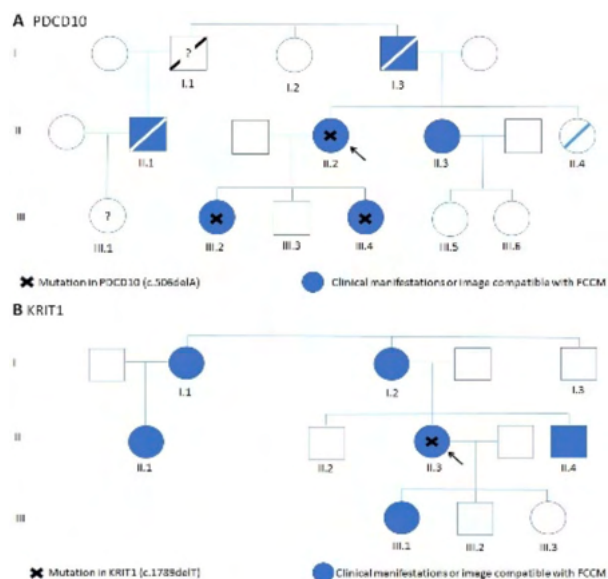 A PDCD10
I
?
I.1
I.2
I.3
II
II.1
II.2
II.3
II.4
III
?
III.1
III.2
III.3
III.4
III.5
III.6
Mutation in PDCD10 (c.506delA)
Clinical manifestations or image compatible with FCCM
B KRIT1
I
I.1
I.2
I.3
II
II.1
II.2
II.3
II.4
III
III.1
III.2
III.3
Mutation in KRIT1 (c.1789delT)
Clinical manifestations or image compatible with FCCM